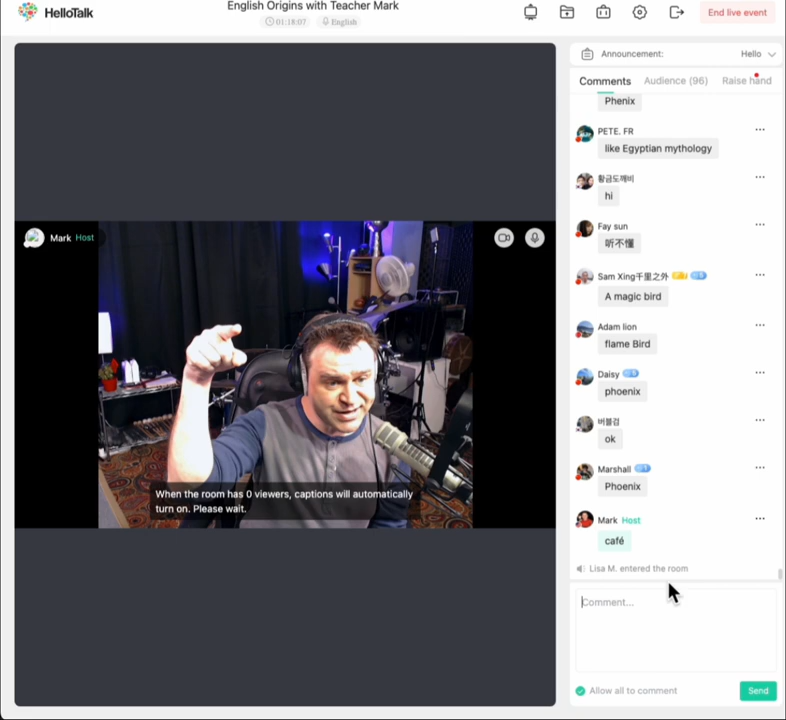 HelloTalk
English Origins with Teacher Mark
01:18:07 English
End live event
Mark Host
When the room has 0 viewers, captions will automatically
turn on. Please wait.
Announcement: Hello
Comments Audience (96) Raise hand
Phenix
PETE. FR
like Egyptian mythology
황금도깨비
hi
Fay sun
听不懂
Sam Xing千里之外
A magic bird
Adam lion
flame Bird
Daisy
phoenix
버블검
ok
Marshall
Phoenix
Mark Host
café
Lisa M. entered the room
Comment...
Allow all to comment
Send